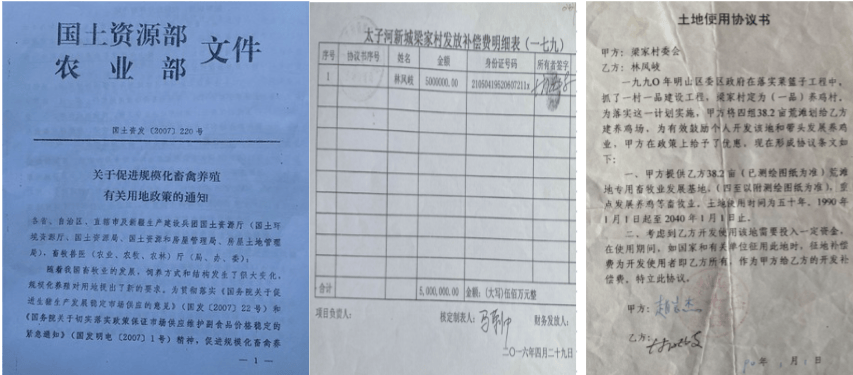 国土资源部
农业部
文件
国土资发〔2007〕220号
关于促进规模化畜禽养殖
有关用地政策的通知
各省、自治区、直辖市及新疆生产建设兵团国土资源厅（国土环
境资源厅、国土资源局、国土资源和房屋管理局、房屋土地管理
局），畜牧兽医（农业、农牧、农林）厅（局、办、委）：
随着我国畜牧业的发展，饲养方式和结构发生了很大变化，
规模化养殖对用地提出了新的要求。为贯彻落实《国务院关于促
进生猪生产发展稳定市场供应的意见》（国发〔2007〕22号）和
《国务院关于切实落实政策保证市场供应维护副食品价格稳定的
紧急通知》（国发明电〔2007〕1号）精神，促进规模化畜禽养
— 1 —
太子河新城梁家村发放补偿费明细表（一七九）
序号 协议书序号 姓名 金额 身份证号码 所有者签字
1 林凤岐 5000000.00 21050419520607211x
合计 5,000,000.00 金额：（大写）伍佰万元整
项目负责人： 核定制表人： 财务发放人：
二〇一六年四月二十九号
土地使用协议书
甲方：梁家村委会
乙方：林凤岐
一九九〇年明山区委区政府在落实菜篮子工程中，
抓了一村一品建设工程，梁家村定为（一品）养鸡村，
为落实这一计划实施，甲方将四组38.2亩荒滩划给乙方
建养鸡场，为有效鼓励个人开发该地和带头发展养鸡
业，甲方在政策上给予了优惠，现在形成协议条文如
下：
一、甲方提供乙方38.2亩（已测绘图纸为准）荒滩
地专用畜牧业发展基地，（四至以附测绘图纸为准），重
点发展养鸡等畜牧业，土地使用时间为五十年，1990年
1月1日起至2040年1月1日止。
二、考虑到乙方开发使用该地需要投入一定资金，
在使用期间，如国家和有关单位征用此地时，征地补偿
费为开发使用者即乙方所有，作为甲方给乙方的开发补
偿费，特立此协议。
甲方：
乙方：
90年1月1日